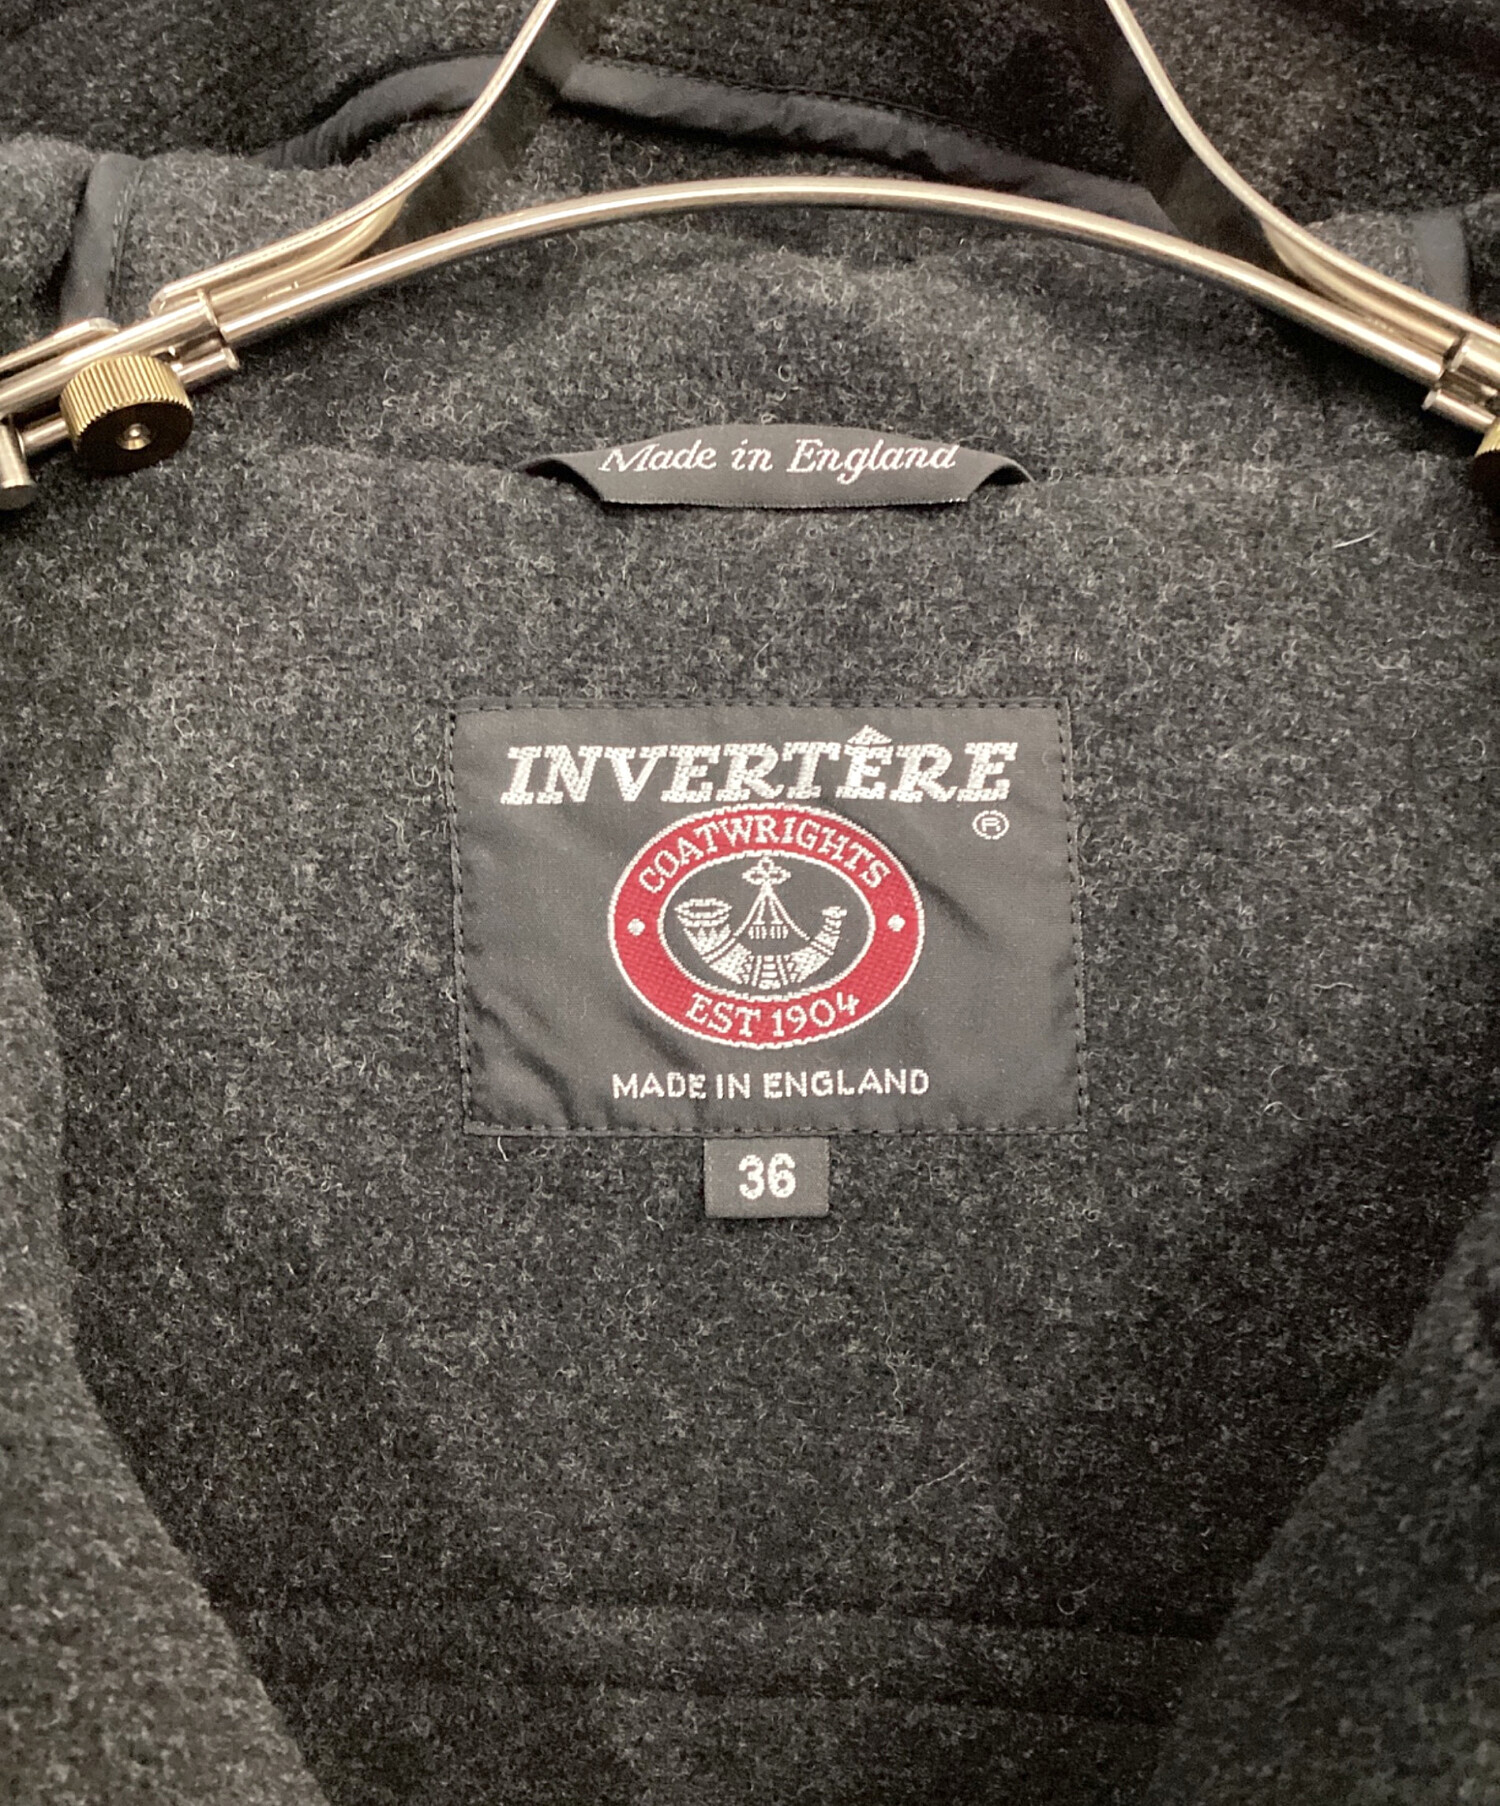 Made in England
INVERTÊRE
®
COATWRIGHTS
EST 1904
MADE IN ENGLAND
36